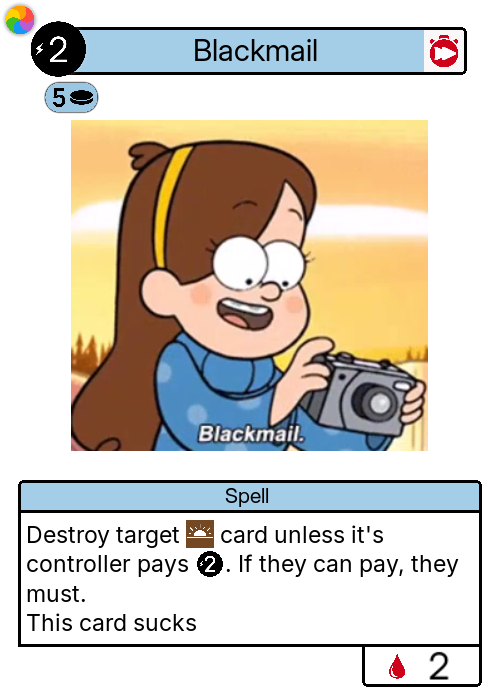 2 Blackmail
5
Blackmail.
Spell
Destroy target card unless it's
controller pays 2. If they can pay, they
must.
This card sucks
2